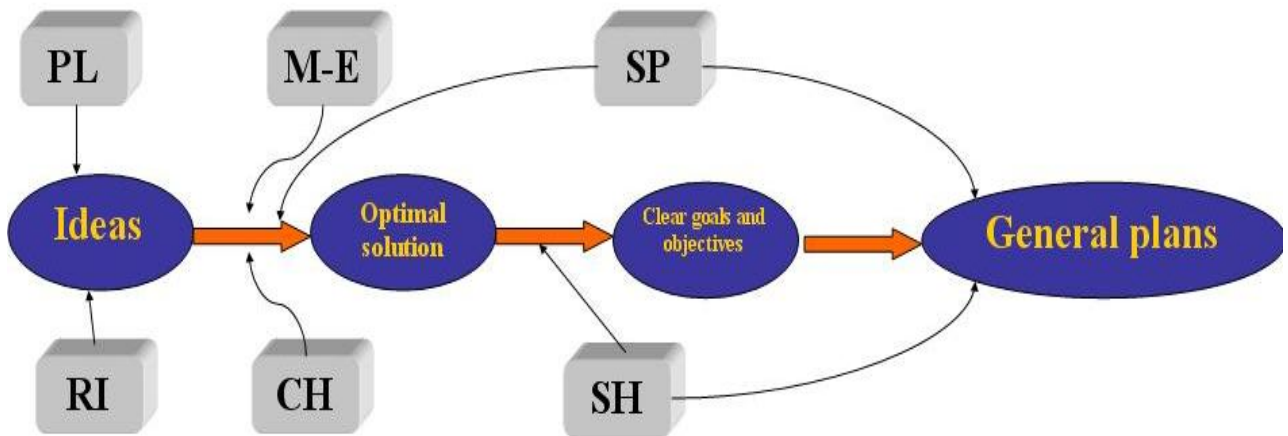 PL
M-E
SP
Ideas
Optimal
solution
Clear goals and
objectives
General plans
RI
CH
SH